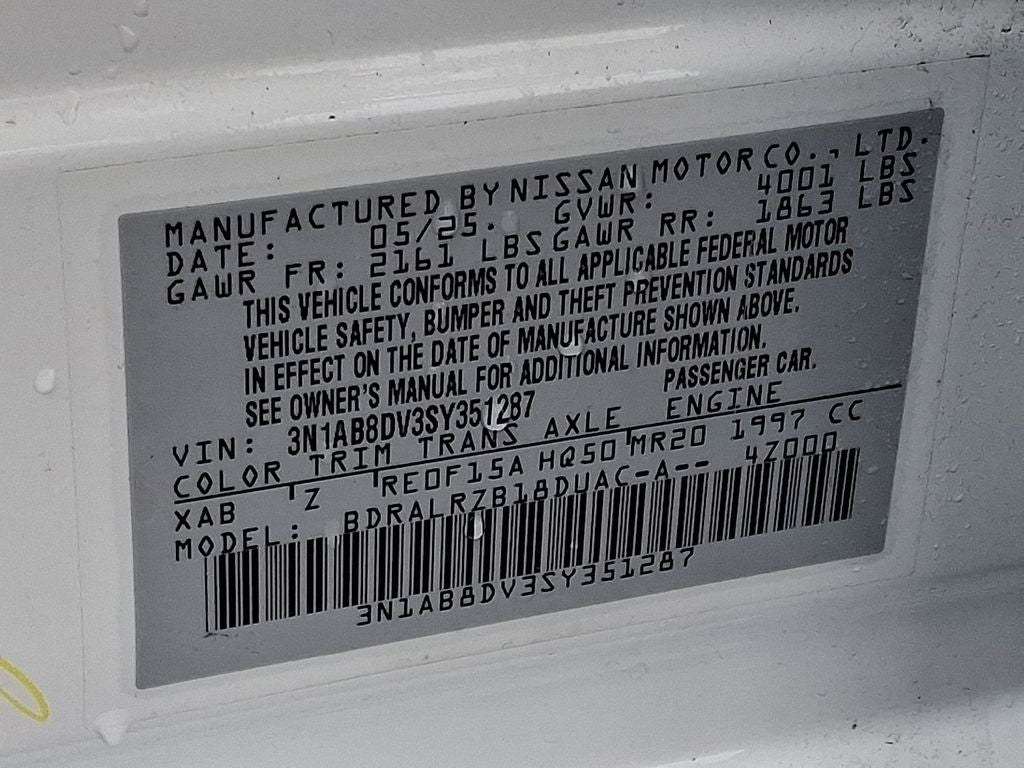 MANUFACTURED BY NISSAN MOTOR CO., LTD.
DATE: 05/25. GVWR: 4001 LBS
GAWR FR: 2161 LBS GAWR RR: 1863 LBS
THIS VEHICLE CONFORMS TO ALL APPLICABLE FEDERAL MOTOR
VEHICLE SAFETY, BUMPER AND THEFT PREVENTION STANDARDS
IN EFFECT ON THE DATE OF MANUFACTURE SHOWN ABOVE.
SEE OWNER'S MANUAL FOR ADDITIONAL INFORMATION.
VIN: 3N1AB8DV3SY351287 PASSENGER CAR.
COLOR TRIM TRANS AXLE ENGINE
XAB Z RE0F15A HQ50 MR20 1997 CC
MODEL: BDRALRZB18DUAC-A-- 47000
3N1AB8DV3SY351287